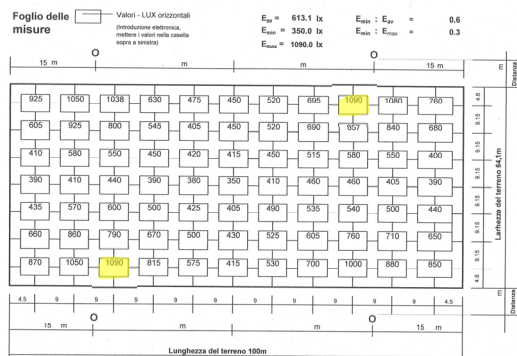 Foglio delle misure
Valori - LUX orizzontali
(Introduzione elettronica,
mettere i valori nella casella
sopra a sinistra)
Eav = 613.1 lx
Emin = 350.0 lx
Emax = 1090.0 lx
Emin : Eav = 0.6
Emin : Emax = 0.3
O O
15 m m m 15 m
Distanza
m
925 1050 1038 630 475 450 520 695 1090 1080 760
605 925 800 545 450 450 520 690 857 840 680
410 580 550 450 420 415 450 515 580 550 400
390 410 440 390 380 350 410 460 460 405 390
435 570 600 500 425 405 490 535 540 500 440
660 860 790 670 500 430 525 605 760 710 650
870 1050 1090 815 575 415 530 700 1000 880 850
4.6 9.15 9.15 9.15 9.15 9.15 4.6
Larhezza del terreno 64,1m
m
Distanza
4.5 9 9 9 9 9 9 9 9 9 9 4.5
O O
15 m m m 15 m
Lunghezza del terreno 100m